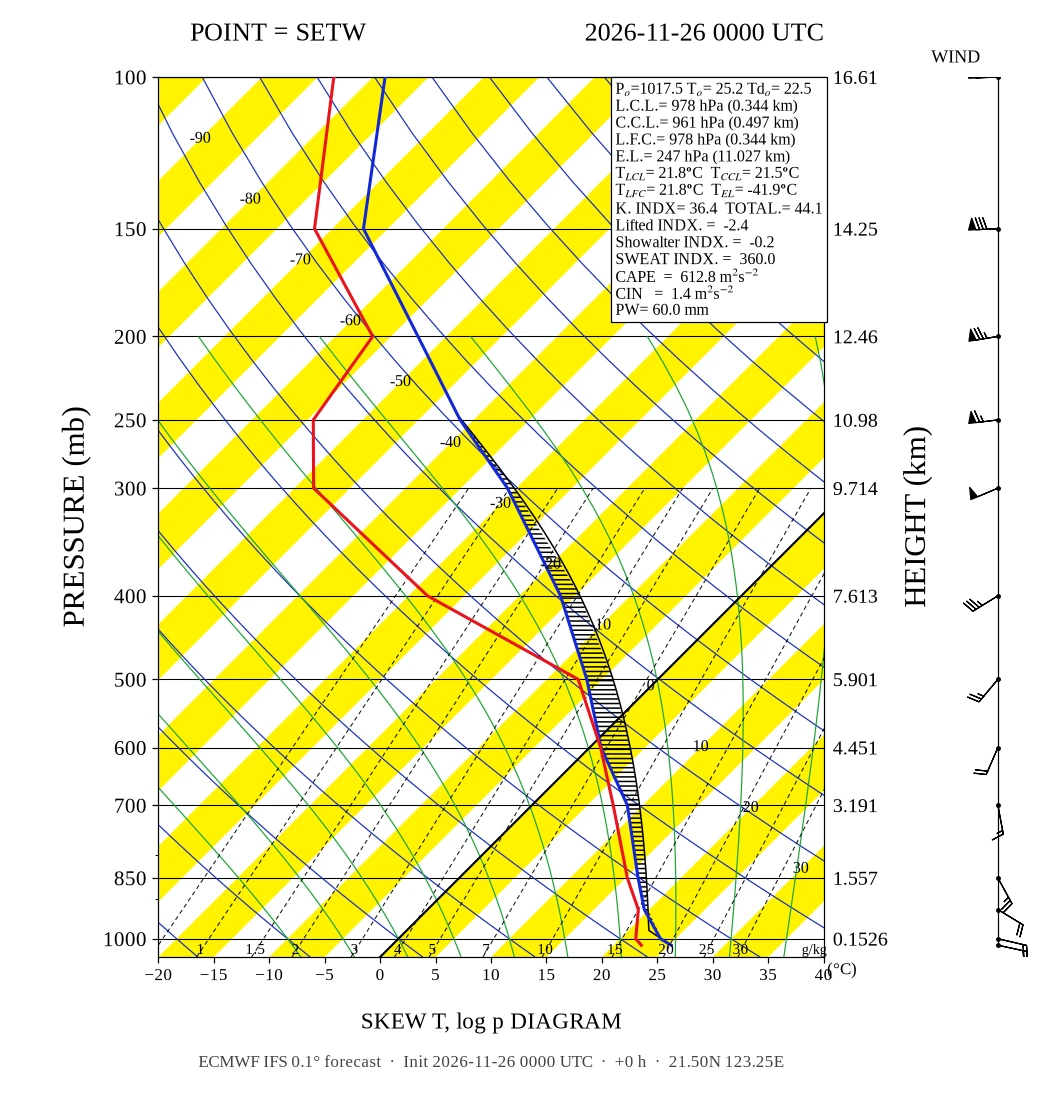 POINT = SETW
2026-11-26 0000 UTC
WIND
P₀=1017.5 T₀= 25.2 Td₀= 22.5
L.C.L.= 978 hPa (0.344 km)
C.C.L.= 961 hPa (0.497 km)
L.F.C.= 978 hPa (0.344 km)
E.L.= 247 hPa (11.027 km)
T_LCL= 21.8°C T_CCL= 21.5°C
T_LFC= 21.8°C T_EL= -41.9°C
K. INDX= 36.4 TOTAL.= 44.1
Lifted INDX. = -2.4
Showalter INDX. = -0.2
SWEAT INDX. = 360.0
CAPE = 612.8 m²s⁻²
CIN = 1.4 m²s⁻²
PW= 60.0 mm
100
150
200
250
300
400
500
600
700
850
1000
PRESSURE (mb)
-90
-80
-70
-60
-50
-40
-30
-20
-10
0
10
20
30
16.61
14.25
12.46
10.98
9.714
7.613
5.901
4.451
3.191
1.557
0.1526
HEIGHT (km)
1 1.5 2 3 4 5 7 10 15 20 25 30 g/kg
−20 −15 −10 −5 0 5 10 15 20 25 30 35 40 (°C)
SKEW T, log p DIAGRAM
ECMWF IFS 0.1° forecast · Init 2026-11-26 0000 UTC · +0 h · 21.50N 123.25E